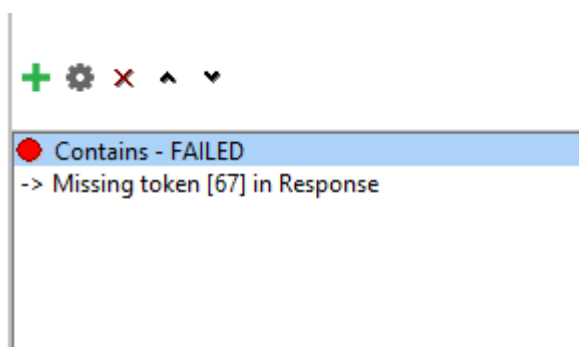 Contains - FAILED
-> Missing token [67] in Response